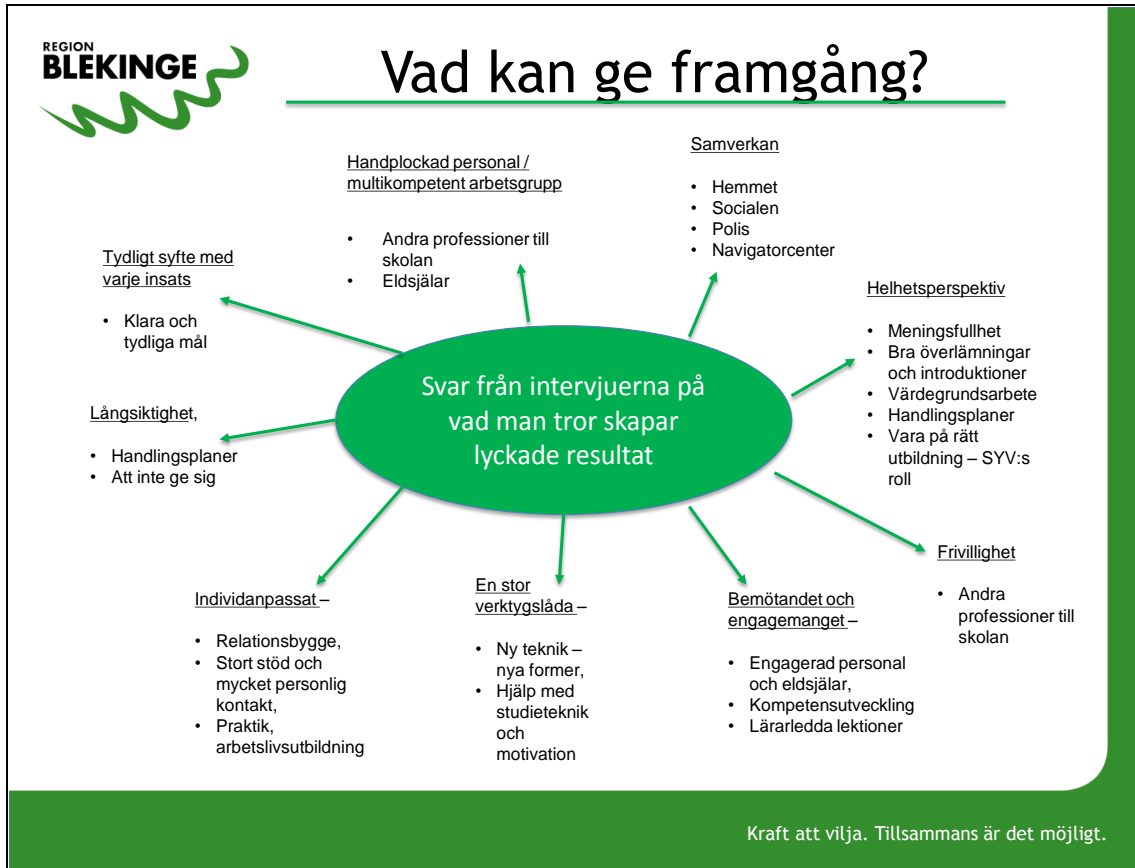 REGION
BLEKINGE
Vad kan ge framgång?
Samverkan
• Hemmet
• Socialen
• Polis
• Navigatorcenter
Handplockad personal /
multikompetent arbetsgrupp
• Andra professioner till
skolan
• Eldsjälar
Tydligt syfte med
varje insats
• Klara och
tydliga mål
Helhetsperspektiv
• Meningsfullhet
• Bra överlämningar
och introduktioner
• Värdegrundsarbete
• Handlingsplaner
• Vara på rätt
utbildning – SYV:s
roll
Svar från intervjuerna på
vad man tror skapar
lyckade resultat
Långsiktighet,
• Handlingsplaner
• Att inte ge sig
Frivillighet
• Andra
professioner till
skolan
Individanpassat –
• Relationsbygge,
• Stort stöd och
mycket personlig
kontakt,
• Praktik,
arbetslivsutbildning
En stor
verktygslåda –
• Ny teknik –
nya former,
• Hjälp med
studieteknik
och
motivation
Bemötandet och
engagemanget –
• Engagerad personal
och eldsjälar,
• Kompetensutveckling
• Lärarledda lektioner
Kraft att vilja. Tillsammans är det möjligt.